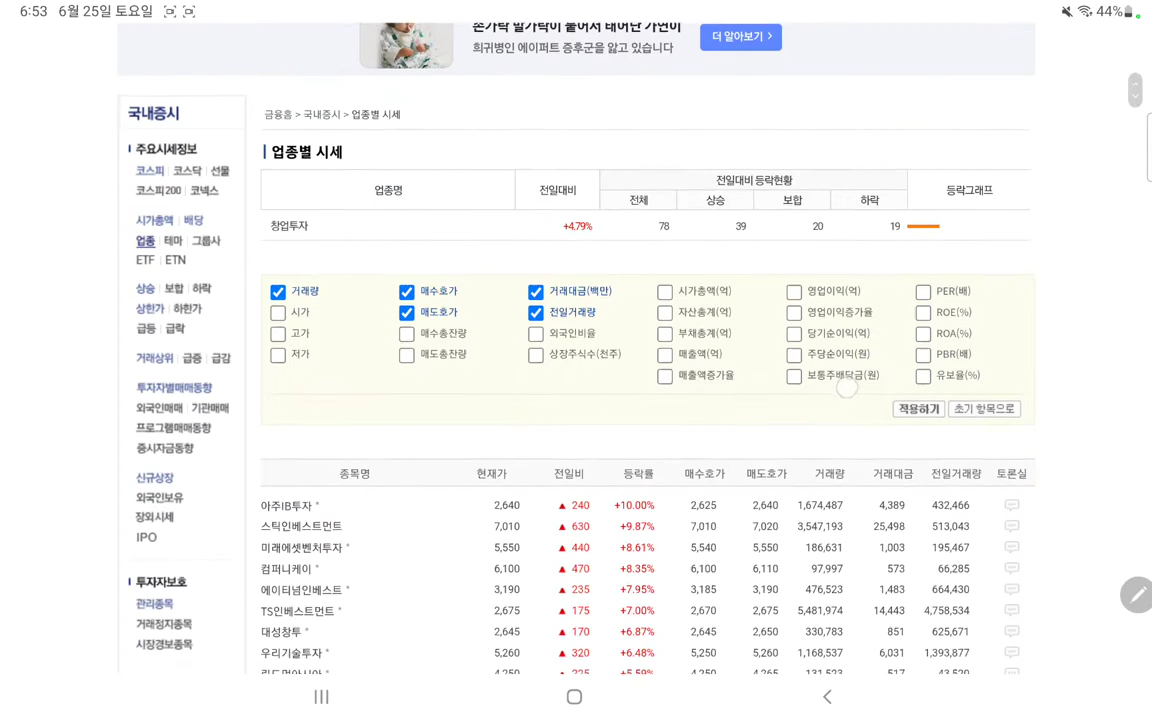 6:53 6월 25일 토요일
44%
손가락 발가락이 붙어서 태어난 가연이
희귀병인 에이퍼트 증후군을 앓고 있습니다
더 알아보기 >
국내증시
금융홈 > 국내증시 > 업종별 시세
주요시세정보
코스피 | 코스닥 | 선물
코스피200 | 코넥스
시가총액 | 배당
업종 | 테마 | 그룹사
ETF | ETN
상승 | 보합 | 하락
상한가 | 하한가
급등 | 급락
거래상위 | 급증 | 급감
투자자별매매동향
외국인매매 | 기관매매
프로그램매매동향
증시자금동향
신규상장
외국인보유
장외시세
IPO
투자자보호
관리종목
거래정지종목
시장경보종목
업종별 시세
업종명 전일대비 전일대비 등락현황 등락그래프
전체 상승 보합 하락
창업투자 +4.79% 78 39 20 19
거래량 매수호가 거래대금(백만) 시가총액(억) 영업이익(억) PER(배)
시가 매도호가 전일거래량 자산총계(억) 영업이익증가율 ROE(%)
고가 매수총잔량 외국인비율 부채총계(억) 당기순이익(억) ROA(%)
저가 매도총잔량 상장주식수(천주) 매출액(억) 주당순이익(원) PBR(배)
매출액증가율 보통주배당금(원) 유보율(%)
적용하기 초기 항목으로
종목명 현재가 전일비 등락률 매수호가 매도호가 거래량 거래대금 전일거래량 토론실
아주IB투자 * 2,640 ▲ 240 +10.00% 2,625 2,640 1,674,487 4,389 432,466
스틱인베스트먼트 7,010 ▲ 630 +9.87% 7,010 7,020 3,547,193 25,498 513,043
미래에셋벤처투자 * 5,550 ▲ 440 +8.61% 5,540 5,550 186,631 1,003 195,467
컴퍼니케이 * 6,100 ▲ 470 +8.35% 6,100 6,110 97,997 573 66,285
에이티넘인베스트 * 3,190 ▲ 235 +7.95% 3,185 3,190 476,523 1,483 664,430
TS인베스트먼트 * 2,675 ▲ 175 +7.00% 2,670 2,675 5,481,974 14,443 4,758,534
대성창투 * 2,645 ▲ 170 +6.87% 2,645 2,650 330,783 851 625,671
우리기술투자 * 5,260 ▲ 320 +6.48% 5,250 5,260 1,168,537 6,031 1,393,877
4,250 ▲ 225 +5.59% 4,250 4,265 131,523 517 43,520